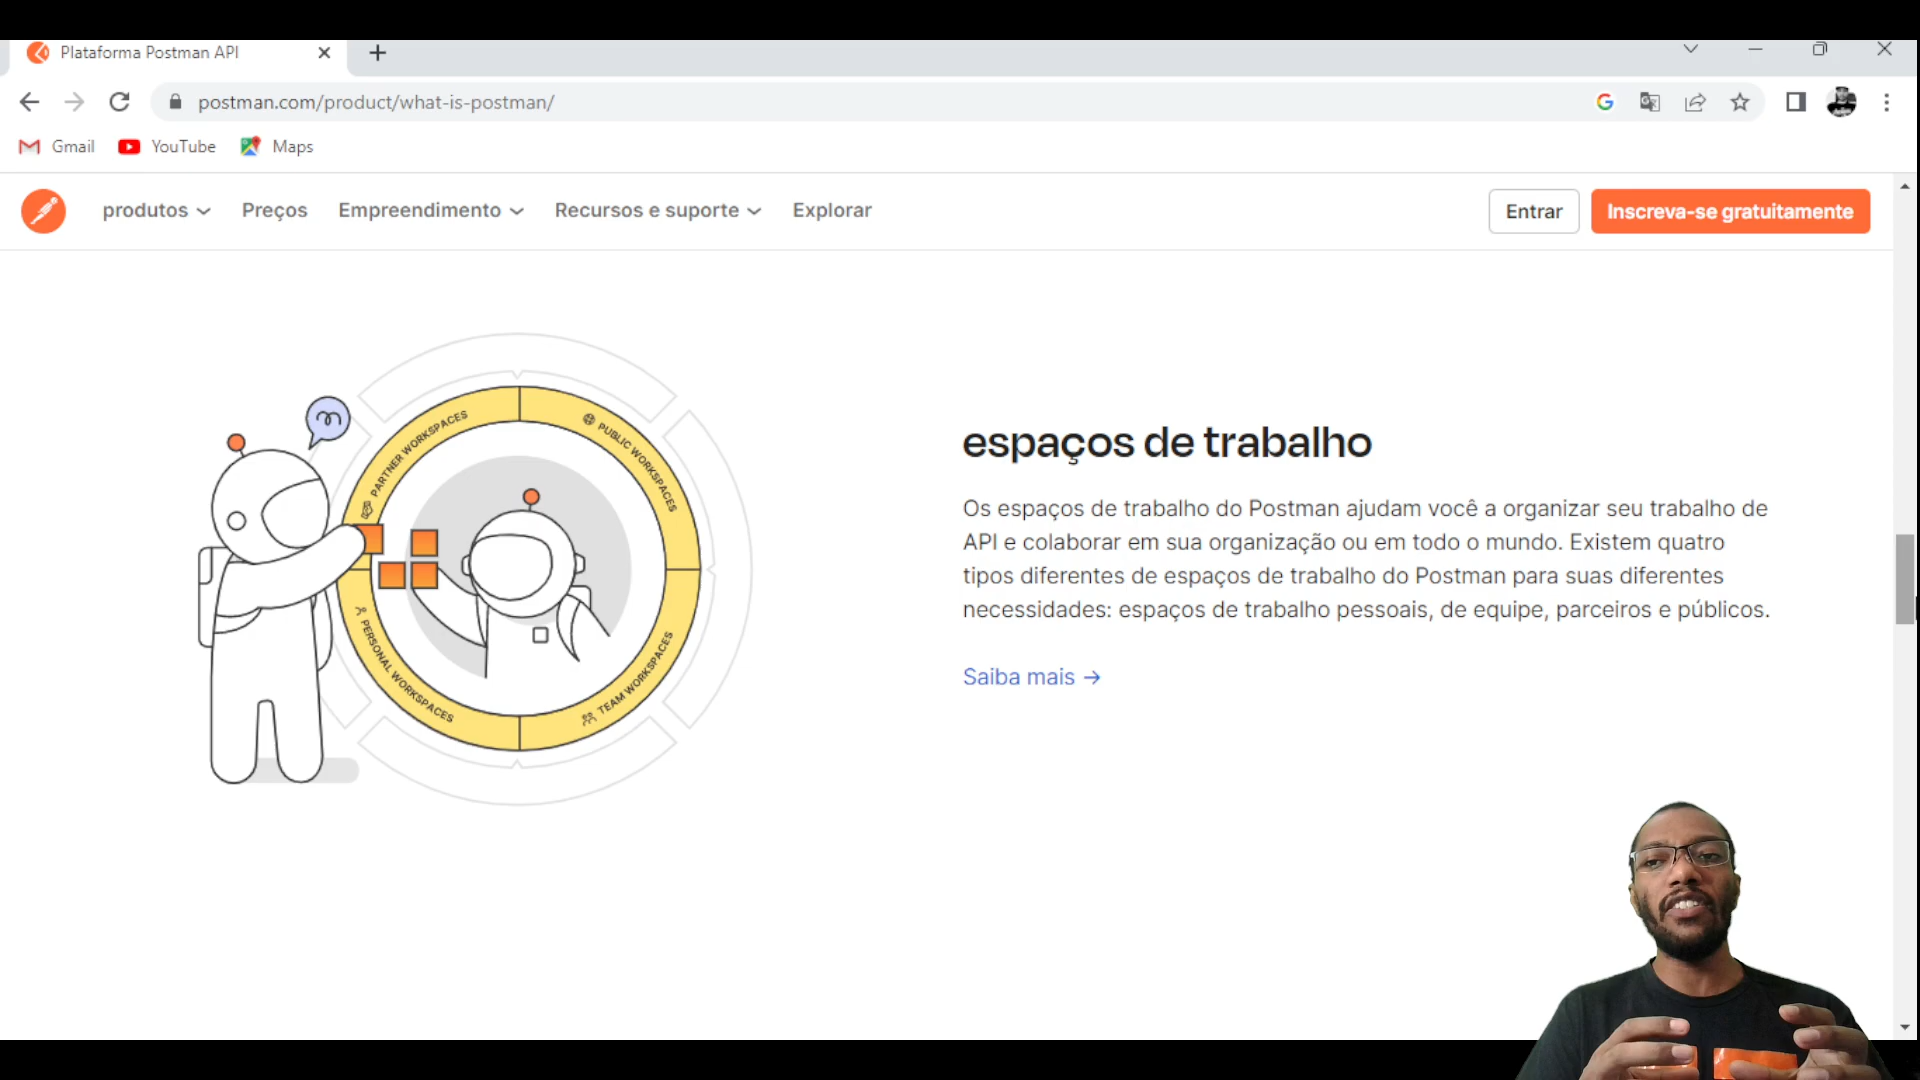 Plataforma Postman API
postman.com/product/what-is-postman/
Gmail
YouTube
Maps
produtos
Preços
Empreendimento
Recursos e suporte
Explorar
Entrar
Inscreva-se gratuitamente
PARTNER WORKSPACES
PUBLIC WORKSPACES
PERSONAL WORKSPACES
TEAM WORKSPACES
espaços de trabalho
Os espaços de trabalho do Postman ajudam você a organizar seu trabalho de
API e colaborar em sua organização ou em todo o mundo. Existem quatro
tipos diferentes de espaços de trabalho do Postman para suas diferentes
necessidades: espaços de trabalho pessoais, de equipe, parceiros e públicos.
Saiba mais →